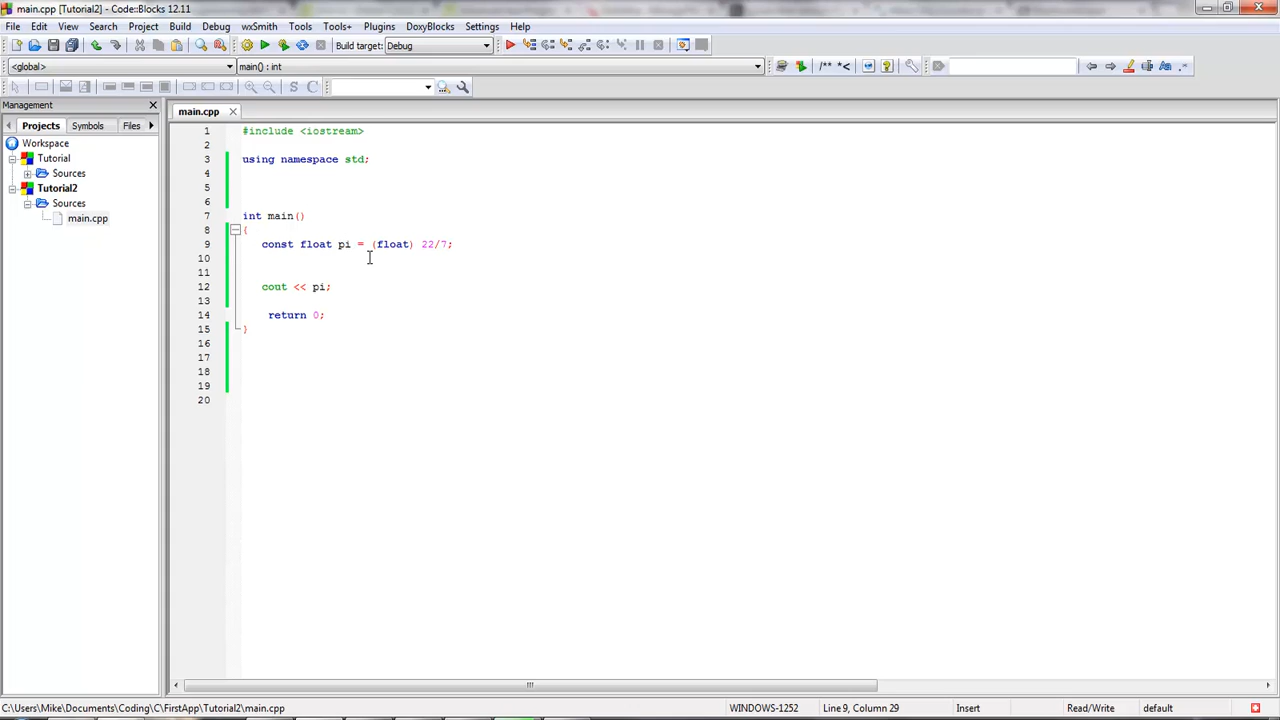 main.cpp [Tutorial2] - Code::Blocks 12.11
File Edit View Search Project Build Debug wxSmith Tools Tools+ Plugins DoxyBlocks Settings Help
Build target: Debug
<global> main() : int /** *<
S C
Management
Projects Symbols Files
main.cpp
Workspace
Tutorial
Sources
Tutorial2
Sources
main.cpp
1 #include <iostream>
2
3 using namespace std;
4
5
6
7 int main()
8 {
9 const float pi = (float) 22/7;
10
11
12 cout << pi;
13
14 return 0;
15 }
16
17
18
19
20
C:\Users\Mike\Documents\Coding\C\FirstApp\Tutorial2\main.cpp WINDOWS-1252 Line 9, Column 29 Insert Read/Write default